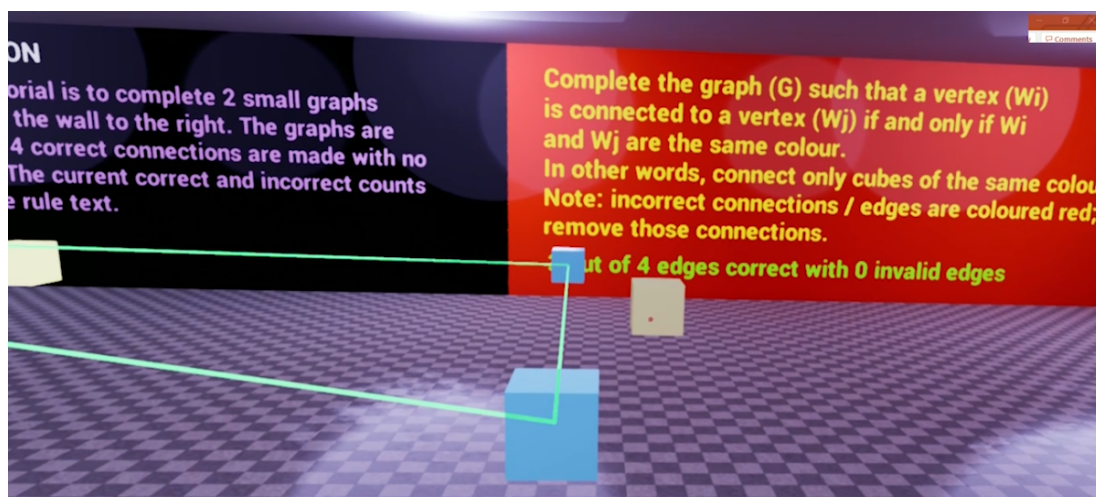 ON
orial is to complete 2 small graphs
the wall to the right. The graphs are
4 correct connections are made with no
The current correct and incorrect counts
e rule text.
Complete the graph (G) such that a vertex (Wi)
is connected to a vertex (Wj) if and only if Wi
and Wj are the same colour.
In other words, connect only cubes of the same colou
Note: incorrect connections / edges are coloured red;
remove those connections.
ut of 4 edges correct with 0 invalid edges
Comments